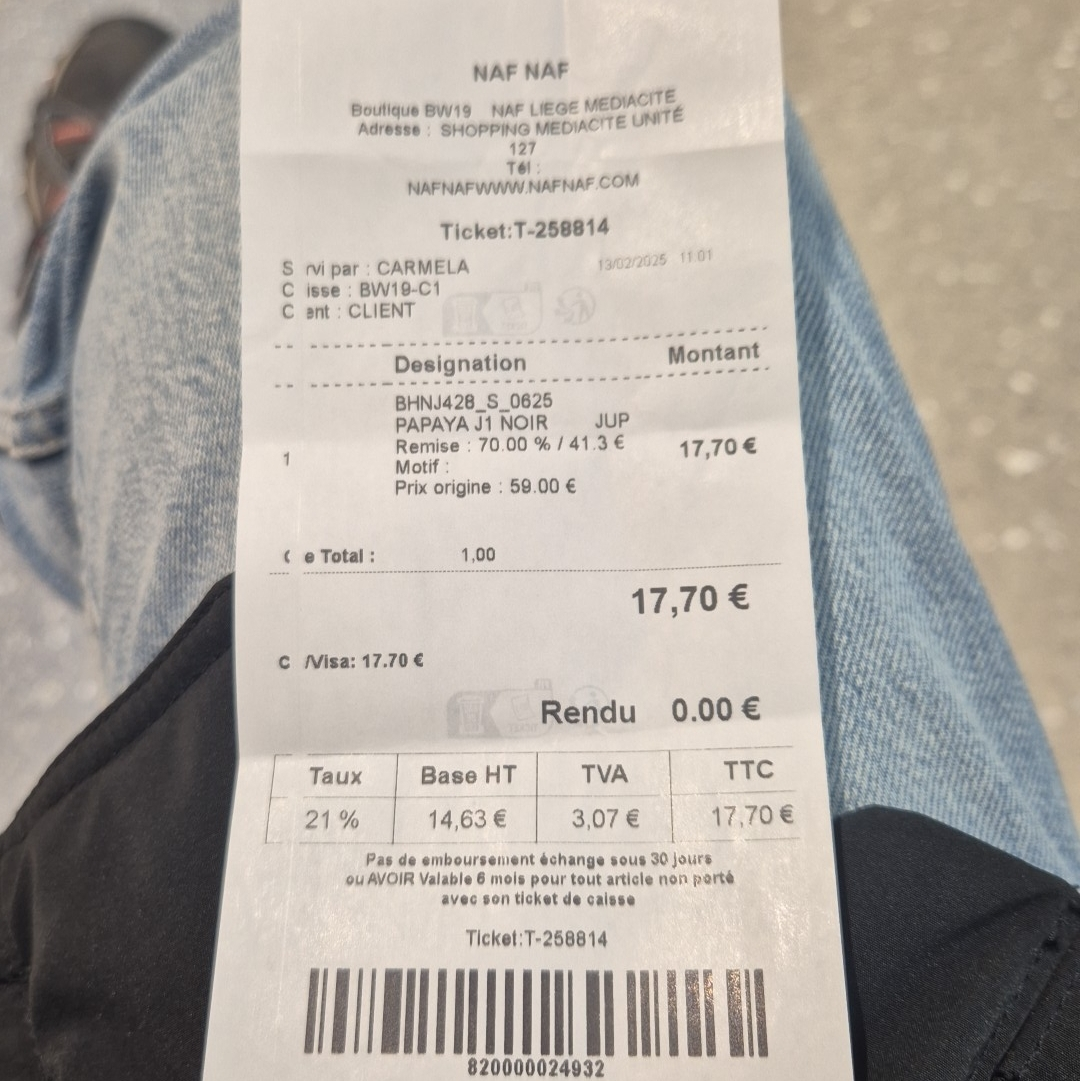 NAF NAF
Boutique BW19 NAF LIEGE MEDIACITE
Adresse : SHOPPING MEDIACITE UNITÉ
127
Tél :
NAFNAFWWW.NAFNAF.COM
Ticket:T-258814
13/02/2025 11:01
S rvi par : CARMELA
C isse : BW19-C1
C ent : CLIENT
Designation Montant
BHNJ428_S_0625
PAPAYA J1 NOIR JUP
Remise : 70.00 % / 41.3 €
1 17,70 €
Motif :
Prix origine : 59.00 €
e Total : 1,00
17,70 €
C /Visa: 17.70 €
Rendu 0.00 €
Taux Base HT TVA TTC
21 % 14,63 € 3,07 € 17,70 €
Pas de emboursement échange sous 30 jours
ou AVOIR Valable 6 mois pour tout article non porté
avec son ticket de caisse
Ticket:T-258814
820000024932